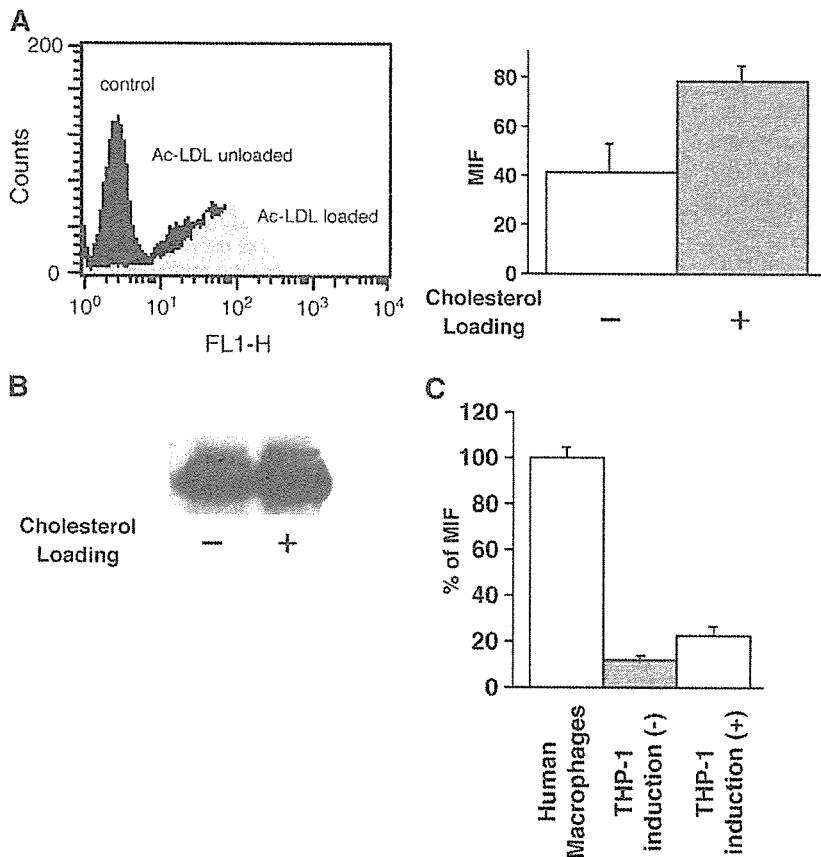 A
200
Counts
0
control
Ac-LDL unloaded
Ac-LDL loaded
10^0 10^1 10^2 10^3 10^4
FL1-H
MIF
80
60
40
20
0
Cholesterol
Loading
− +
B
Cholesterol
Loading
− +
C
% of MIF
120
100
80
60
40
20
0
Human
Macrophages
THP-1
induction (-)
THP-1
induction (+)